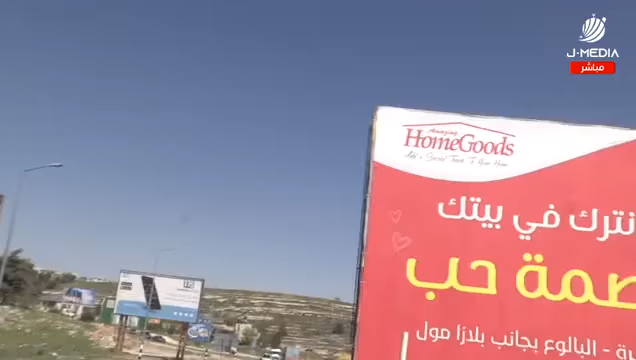 J-MEDIA
مباشر
Amazing
HomeGoods
Add a Special Touch To Your Home
نترك في بيتك
صمة حب
رة - البالوع بجانب بلازا مول